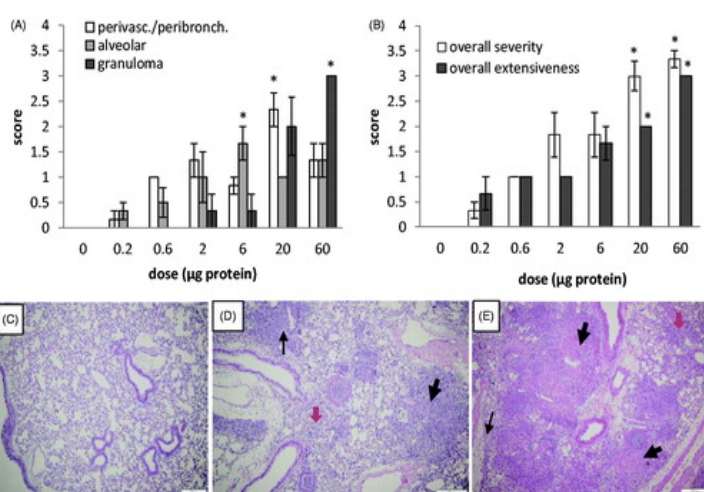 (A)
4
3.5
3
2.5
2
1.5
1
0.5
0
score
perivasc./peribronch.
alveolar
granuloma
*
*
*
0 0.2 0.6 2 6 20 60
dose (µg protein)
(B)
4
3.5
3
2.5
2
1.5
1
0.5
0
score
overall severity
overall extensiveness
*
*
*
*
0 0.2 0.6 2 6 20 60
dose (µg protein)
(C)
(D)
(E)